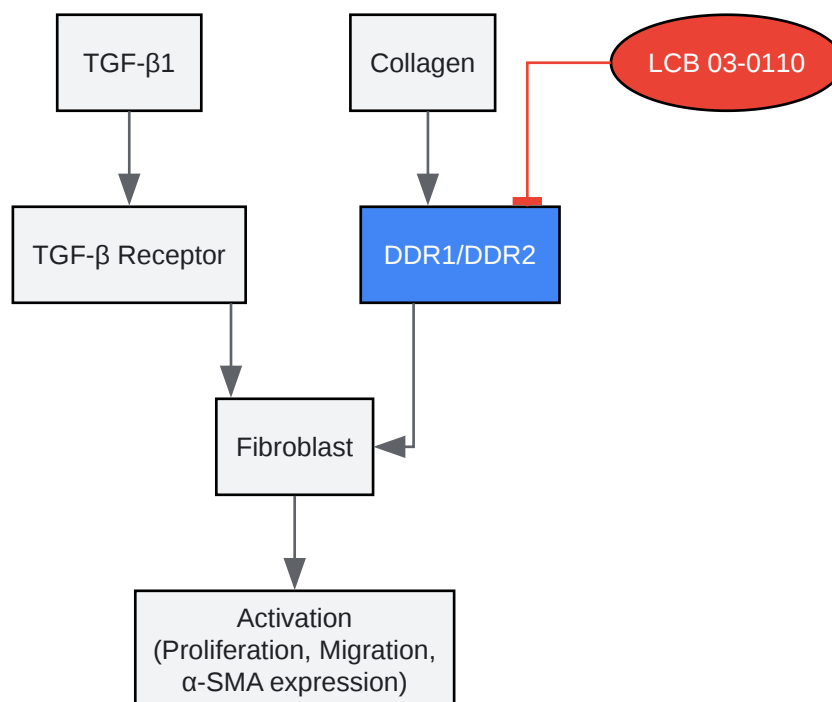 TGF-β1
Collagen
LCB 03-0110
TGF-β Receptor
DDR1/DDR2
Fibroblast
Activation
(Proliferation, Migration,
α-SMA expression)